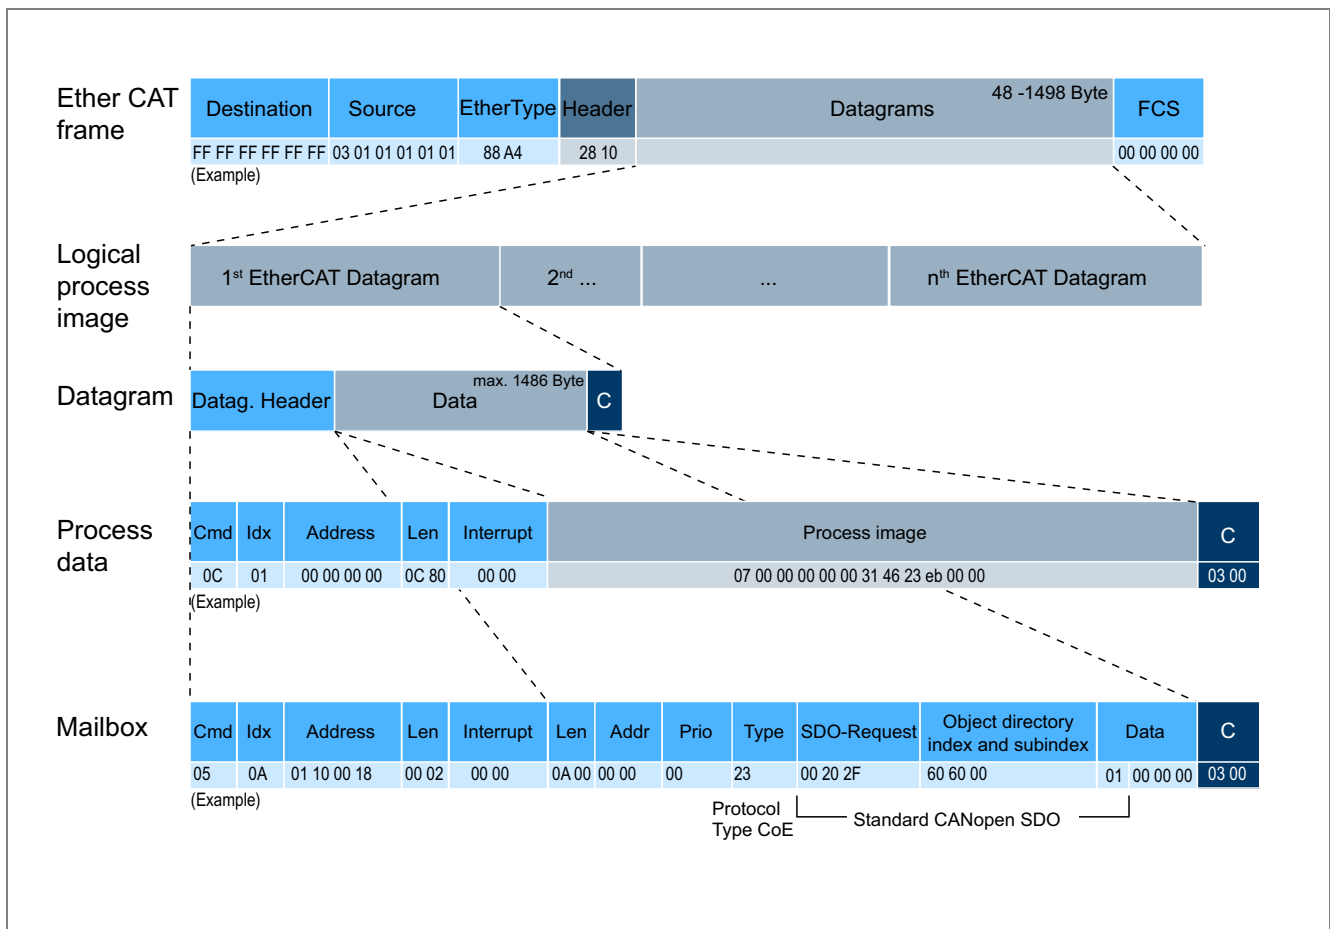 Ether CAT
frame
Destination Source EtherType Header Datagrams 48 -1498 Byte FCS
FF FF FF FF FF FF 03 01 01 01 01 01 88 A4 28 10 00 00 00 00
(Example)
Logical
process
image
1st EtherCAT Datagram 2nd ... ... nth EtherCAT Datagram
Datagram
Datag. Header Data max. 1486 Byte C
Process
data
Cmd Idx Address Len Interrupt Process image C
0C 01 00 00 00 00 0C 80 00 00 07 00 00 00 00 00 31 46 23 eb 00 00 03 00
(Example)
Mailbox
Cmd Idx Address Len Interrupt Len Addr Prio Type SDO-Request Object directory
index and subindex Data C
05 0A 01 10 00 18 00 02 00 00 0A 00 00 00 00 23 00 20 2F 60 60 00 01 00 00 00 03 00
(Example)
Protocol
Type CoE
Standard CANopen SDO